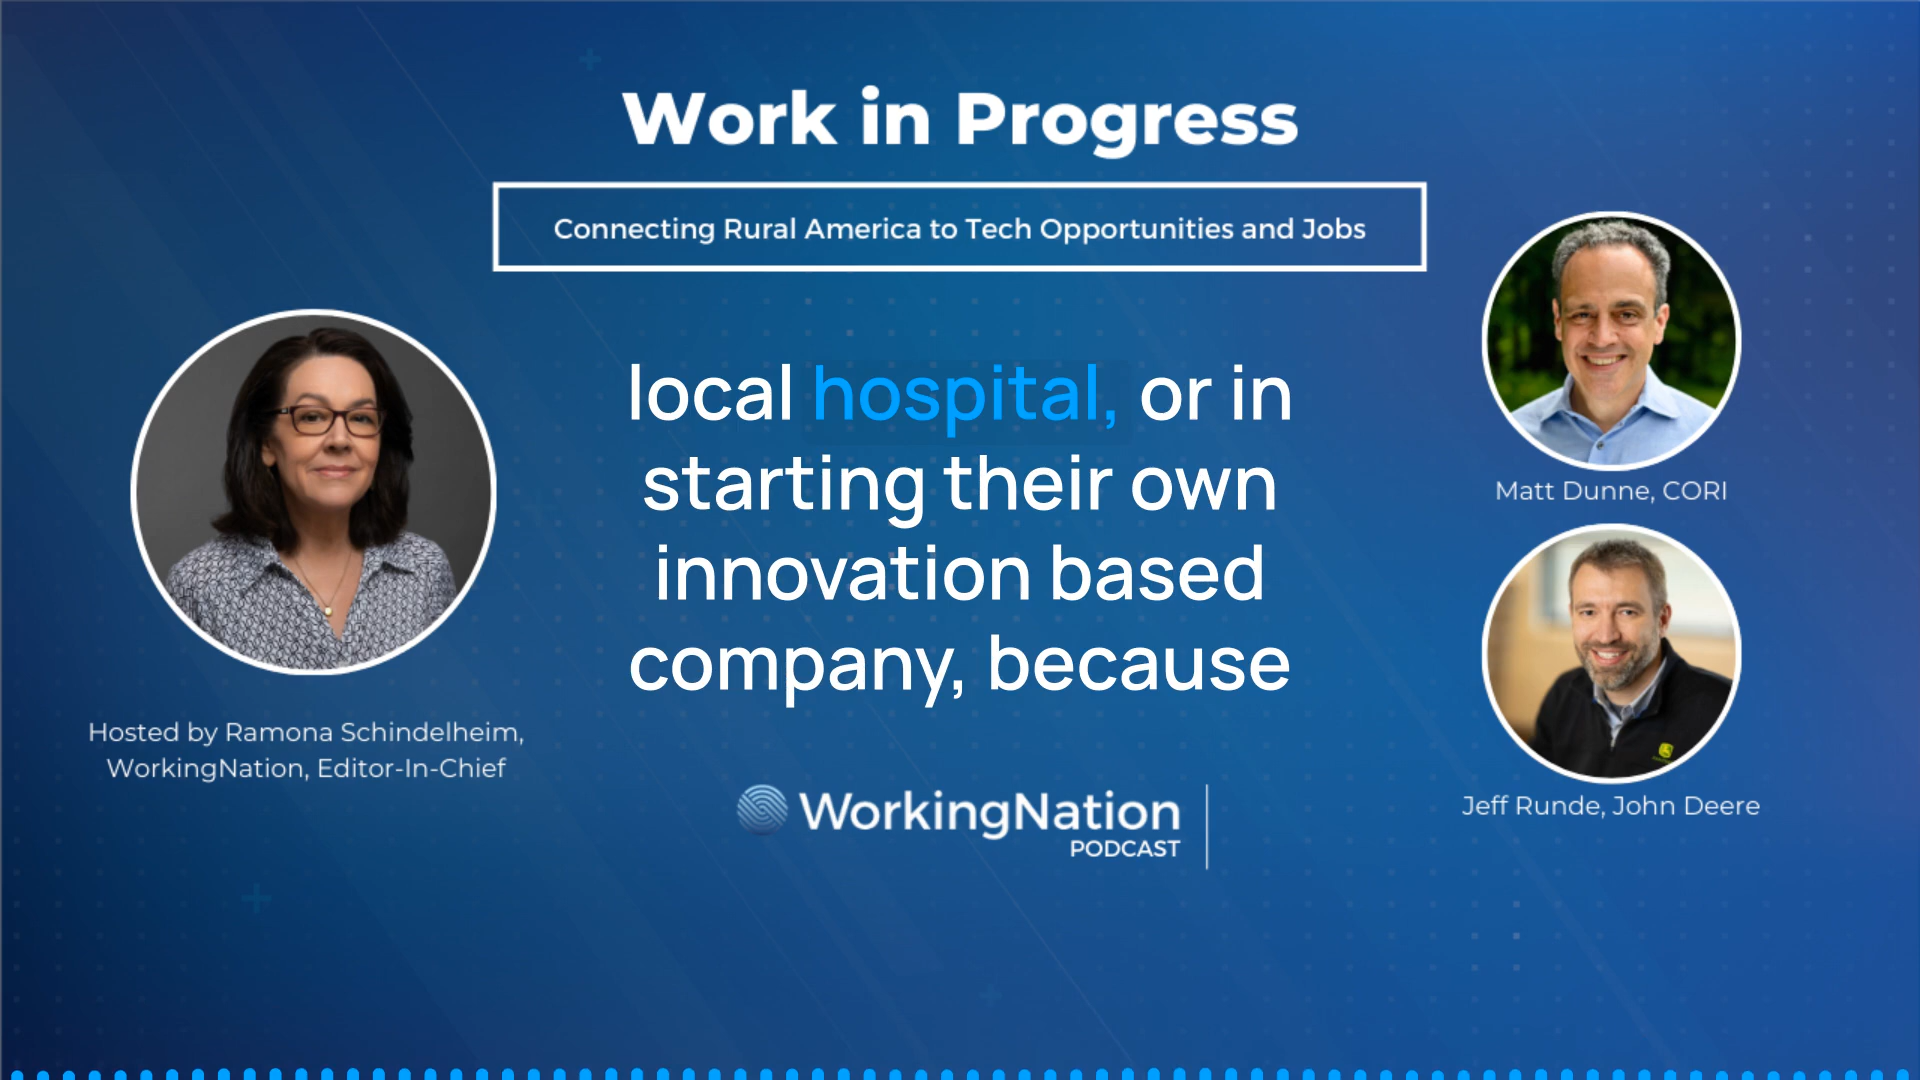 Work in Progress
Connecting Rural America to Tech Opportunities and Jobs
local hospital, or in
starting their own
innovation based
company, because
Hosted by Ramona Schindelheim,
WorkingNation, Editor-In-Chief
Matt Dunne, CORI
Jeff Runde, John Deere
WorkingNation
PODCAST